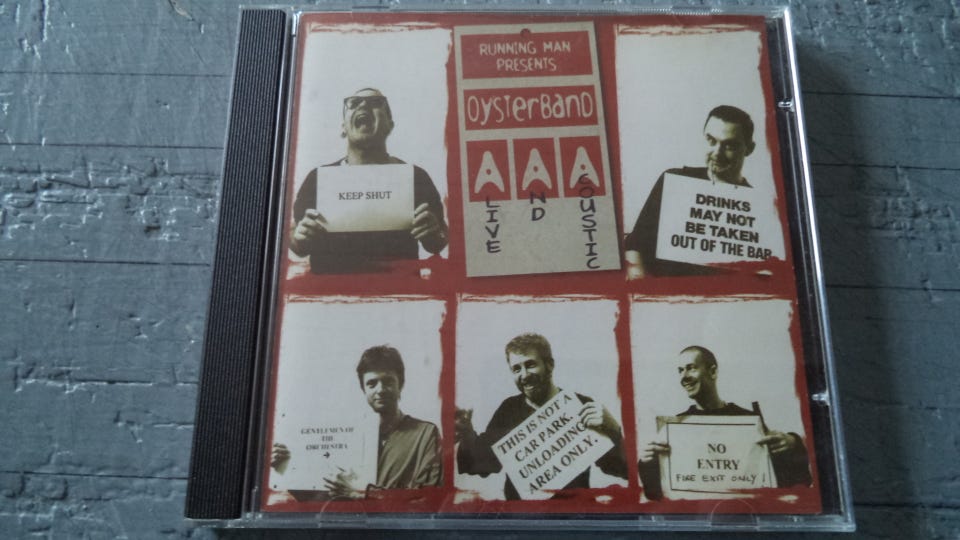 RUNNING MAN
PRESENTS
OYSTERBAND
A A A
LIVE
ND
COUSTIC
KEEP SHUT
DRINKS
MAY NOT
BE TAKEN
OUT OF THE BAR
GENTLEMEN OF
THE
ORCHESTRA
→
THIS IS NOT A
CAR PARK.
UNLOADING
AREA ONLY.
NO
ENTRY
FIRE EXIT ONLY!